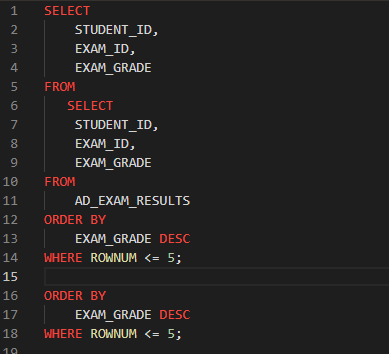 1 SELECT
2 STUDENT_ID,
3 EXAM_ID,
4 EXAM_GRADE
5 FROM
6 SELECT
7 STUDENT_ID,
8 EXAM_ID,
9 EXAM_GRADE
10 FROM
11 AD_EXAM_RESULTS
12 ORDER BY
13 EXAM_GRADE DESC
14 WHERE ROWNUM <= 5;
15
16 ORDER BY
17 EXAM_GRADE DESC
18 WHERE ROWNUM <= 5;
19